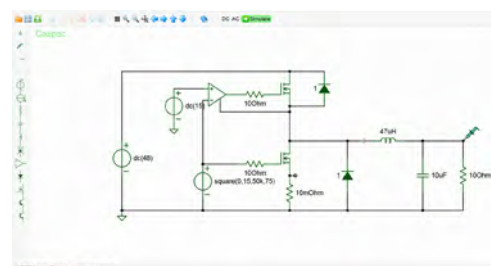 DC AC Simulate
Caspoc
dc(15)
10Ohm
1
dc(48)
10Ohm
square(0,15,50k,75)
10mOhm
1
47uH
10uF
10Ohm